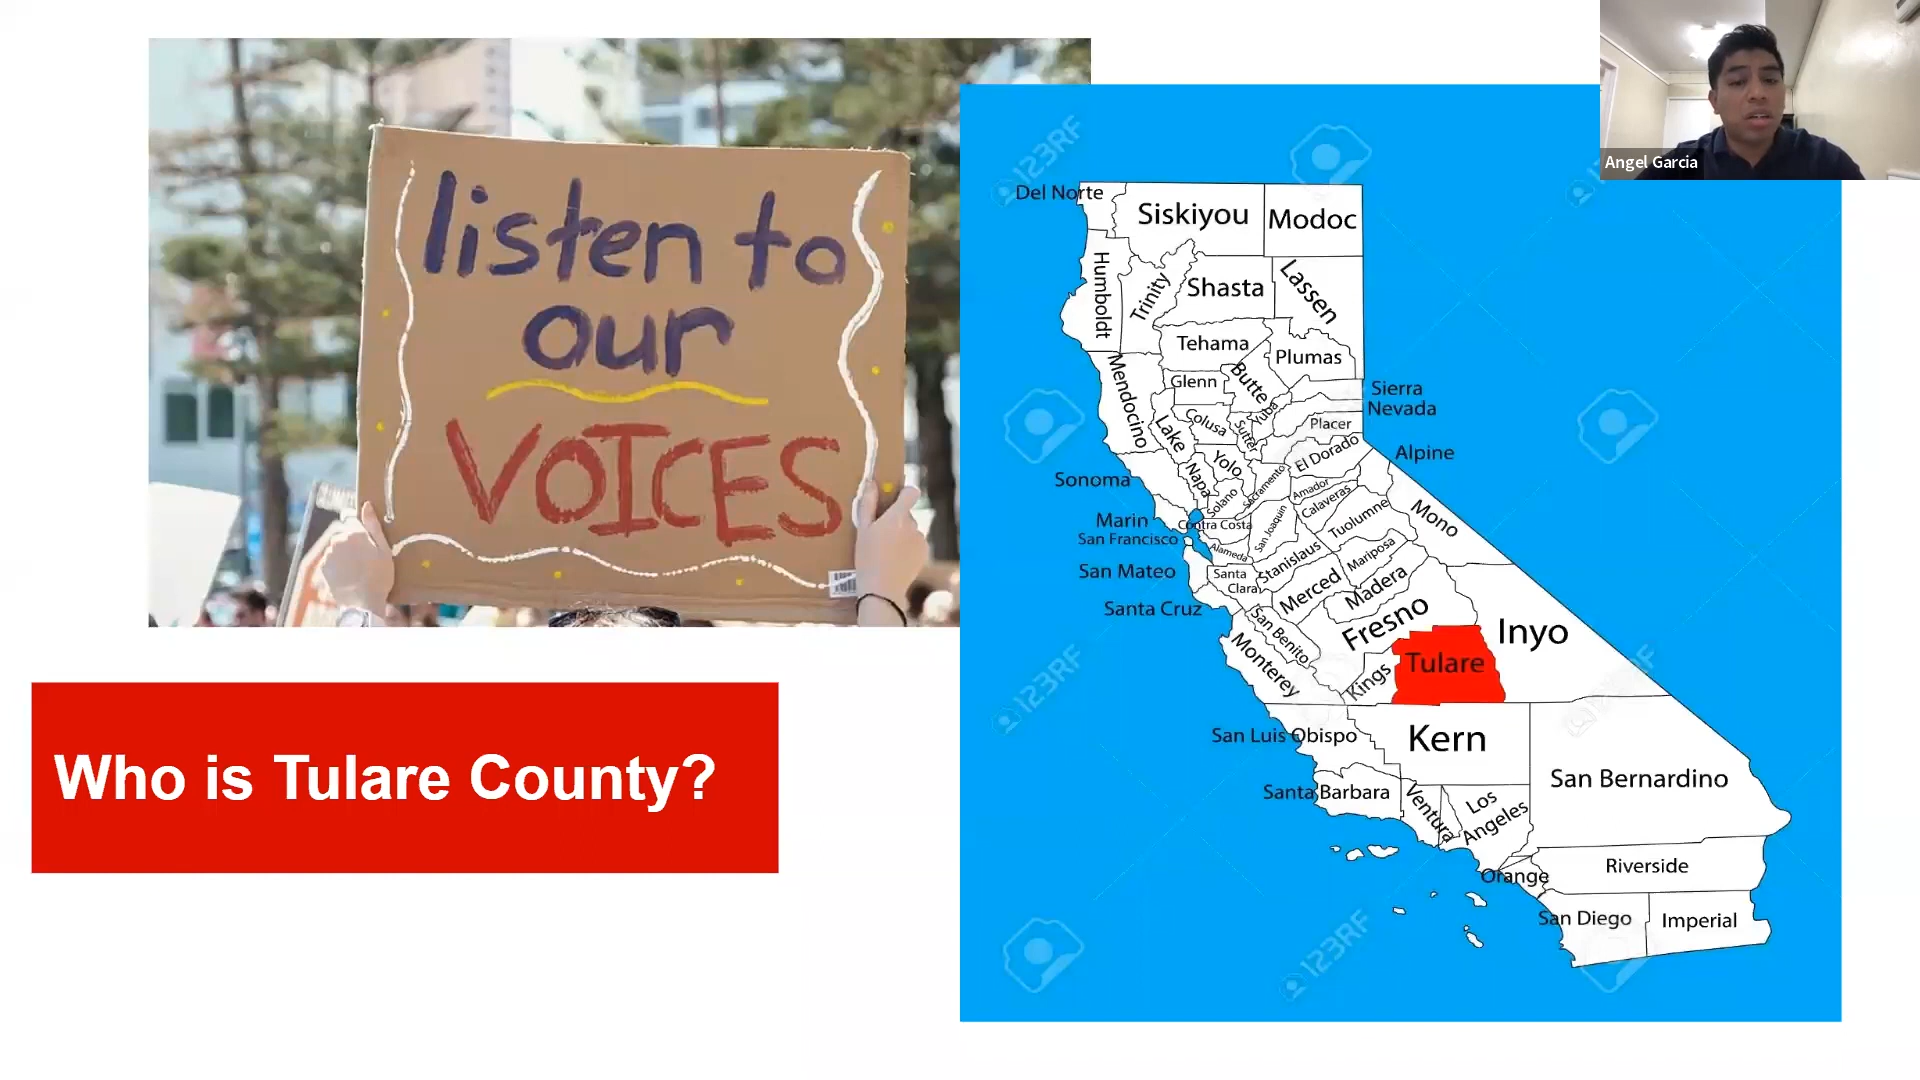 listen to
our
VOICES
Who is Tulare County?
Angel Garcia
123RF
123RF
Del Norte
Siskiyou
Modoc
Humboldt
Trinity
Shasta
Lassen
Tehama
Plumas
Mendocino
Glenn
Butte
Sierra
Nevada
Yuba
Colusa
Sutter
Placer
Lake
El Dorado
Alpine
Sonoma
Napa
Yolo
Solano
Sacramento
Amador
Calaveras
Tuolumne
Mono
Marin
Contra Costa
San Joaquin
San Francisco
Alameda
Stanislaus
Mariposa
San Mateo
Santa
Clara
Merced
Madera
Santa Cruz
San Benito
Fresno
Inyo
Monterey
Kings
Tulare
123RF
123RF
San Luis Obispo
Kern
San Bernardino
Santa Barbara
Ventura
Los
Angeles
Orange
Riverside
San Diego
Imperial
123RF